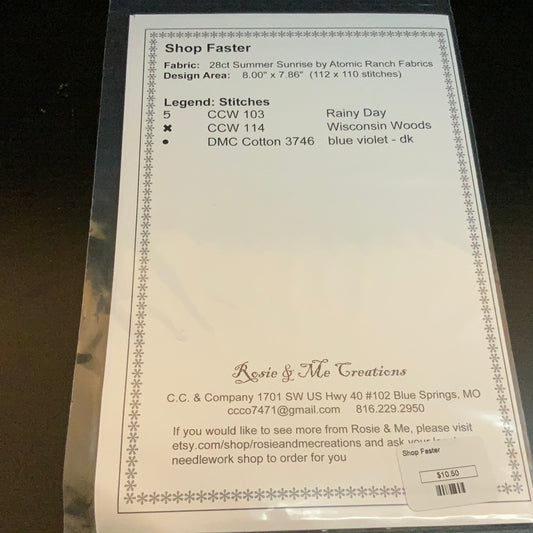 Shop Faster
Fabric: 28ct Summer Sunrise by Atomic Ranch Fabrics
Design Area: 8.00" x 7.86" (112 x 110 stitches)
Legend: Stitches
5 CCW 103 Rainy Day
✖ CCW 114 Wisconsin Woods
● DMC Cotton 3746 blue violet - dk
Rosie & Me Creations
C.C. & Company 1701 SW US Hwy 40 #102 Blue Springs, MO
ccco7471@gmail.com 816.229.2950
If you would like to see more from Rosie & Me, please visit
etsy.com/shop/rosieandmecreations and ask your
needlework shop to order for you
Shop Faster
$10.50